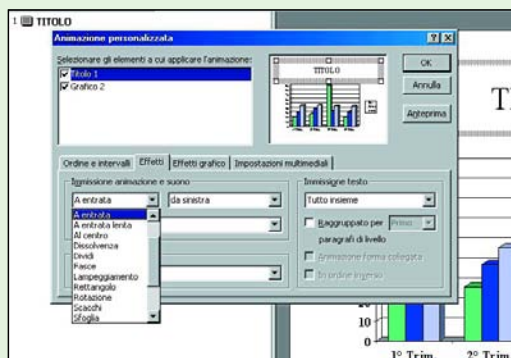 1 TITOLO
Animazione personalizzata
Selezionare gli elementi a cui applicare l'animazione:
Titolo 1
Grafico 2
TITOLO
OK
Annulla
Anteprima
Ordine e intervalli
Effetti
Effetti grafico
Impostazioni multimediali
Immissione animazione e suono
A entrata
da sinistra
A entrata
A entrata lenta
Al centro
Dissolvenza
Dividi
Fasce
Lampeggiamento
Rettangolo
Rotazione
Scacchi
Sfoglia
Immissione testo
Tutto insieme
Raggruppato per
Primo
paragrafi di livello
Animazione forma collegata
In ordine inverso
TI
10
0
1° Trim.
2° Trim